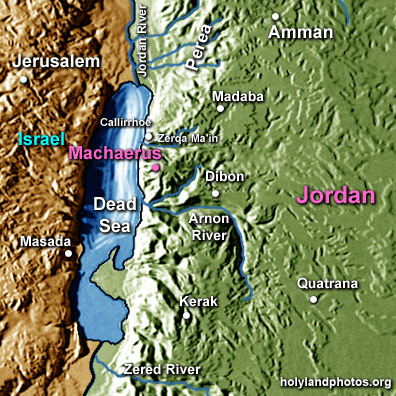 Jordan River
Perea
Amman
Jerusalem
Madaba
Callirrhoe
Zerqa Ma'in
Israel
Machaerus
Dibon
Jordan
Dead
Sea
Arnon
River
Masada
Quatrana
Kerak
Zered River
holylandphotos.org